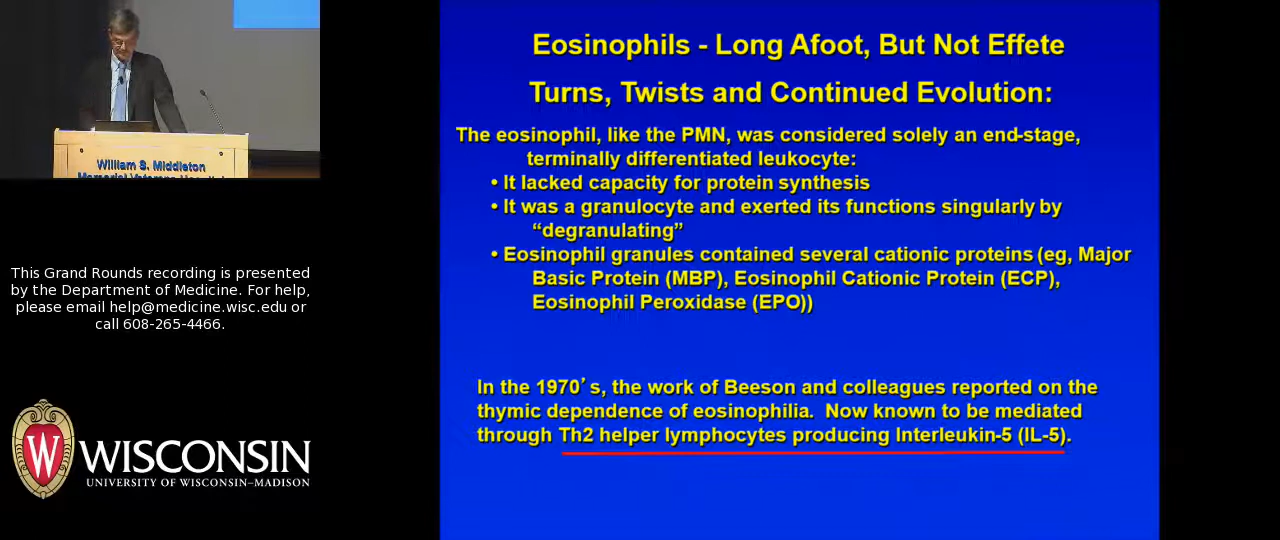 Eosinophils - Long Afoot, But Not Effete
Turns, Twists and Continued Evolution:
The eosinophil, like the PMN, was considered solely an end-stage,
terminally differentiated leukocyte:
• It lacked capacity for protein synthesis
• It was a granulocyte and exerted its functions singularly by
“degranulating”
• Eosinophil granules contained several cationic proteins (eg, Major
Basic Protein (MBP), Eosinophil Cationic Protein (ECP),
Eosinophil Peroxidase (EPO))
In the 1970’s, the work of Beeson and colleagues reported on the
thymic dependence of eosinophilia. Now known to be mediated
through Th2 helper lymphocytes producing Interleukin-5 (IL-5).
William S. Middleton
Memorial Veterans
This Grand Rounds recording is presented
by the Department of Medicine. For help,
please email help@medicine.wisc.edu or
call 608-265-4466.
W
WISCONSIN
UNIVERSITY OF WISCONSIN–MADISON